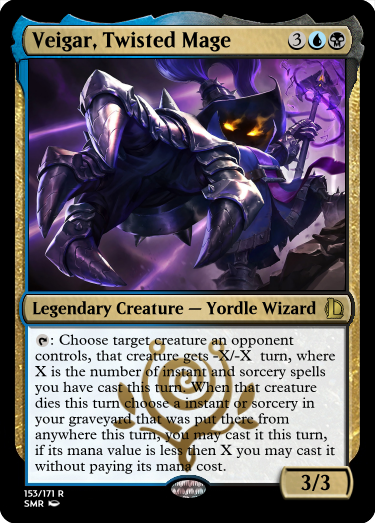 Veigar, Twisted Mage 3
Legendary Creature — Yordle Wizard
: Choose target creature an opponent
controls, that creature gets -X/-X turn, where
X is the number of instant and sorcery spells
you have cast this turn. When that creature
dies this turn choose a instant or sorcery in
your graveyard that was put there from
anywhere this turn, you may cast it this turn,
if its mana value is less then X you may cast it
without paying its mana cost.
3/3
153/171 R
SMR